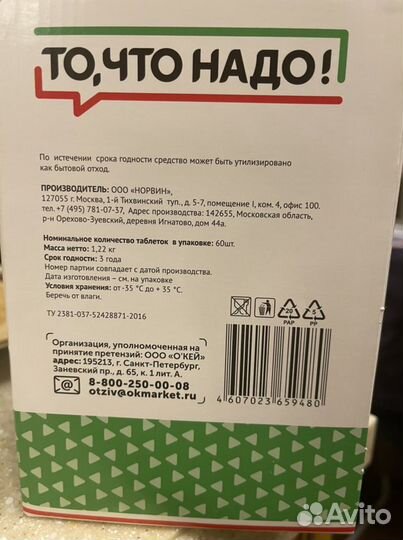 ТО, ЧТО НАДО!
По истечении срока годности средство может быть утилизировано
как бытовой отход.
ПРОИЗВОДИТЕЛЬ: ООО «НОРВИН»,
127055 г. Москва, 1-й Тихвинский туп., д. 5-7, помещение I, ком. 4, офис 100.
тел. +7 (495) 781-07-37, Адрес производства: 142655, Московская область,
р-н Орехово-Зуевский, деревня Игнатово, дом 44а.
Номинальное количество таблеток в упаковке: 60шт.
Масса нетто: 1,22 кг
Срок годности: 3 года
Номер партии совпадает с датой производства.
Дата изготовления – см. на упаковке
Условия хранения: от -35 °С до + 35 °С.
Беречь от влаги.
ТУ 2381-037-52428871-2016
20
PAP
5
PP
Организация, уполномоченная на
принятие претензий: ООО «О'КЕЙ»
адрес: 195213, г. Санкт-Петербург,
Заневский пр., д. 65, к. 1 лит. А.
8-800-250-00-08
otziv@okmarket.ru
4 607023 659480
Avito